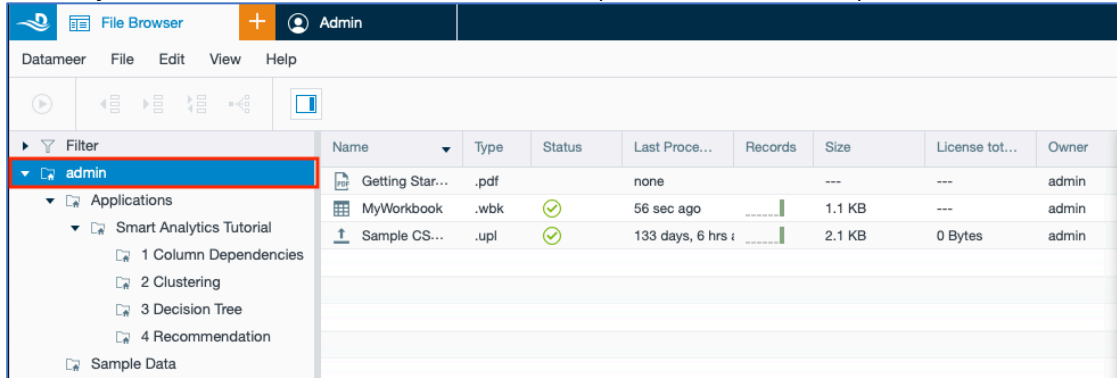 File Browser
+
Admin
Datameer File Edit View Help
Filter
admin
Applications
Smart Analytics Tutorial
1 Column Dependencies
2 Clustering
3 Decision Tree
4 Recommendation
Sample Data
Name Type Status Last Proce... Records Size License tot... Owner
PDF Getting Star... .pdf none --- --- admin
MyWorkbook .wbk 56 sec ago 1.1 KB --- admin
Sample CS... .upl 133 days, 6 hrs 2.1 KB 0 Bytes admin